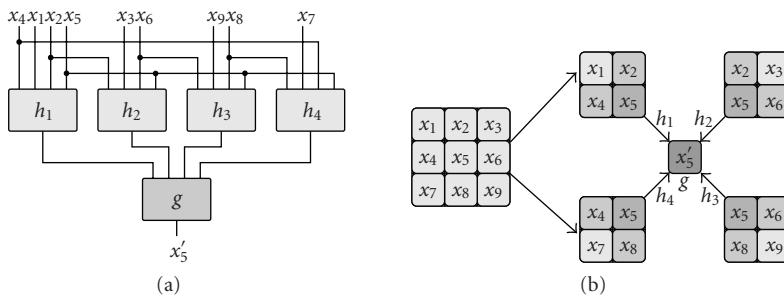 x4 x1 x2 x5 x3 x6 x9 x8 x7
h1 h2 h3 h4
g
x′5
(a)
x1 x2 x3
x4 x5 x6
x7 x8 x9
x1 x2
x4 x5
h1
x2 x3
x5 x6
h2
x′5
g
x4 x5
x7 x8
h4
x5 x6
x8 x9
h3
(b)